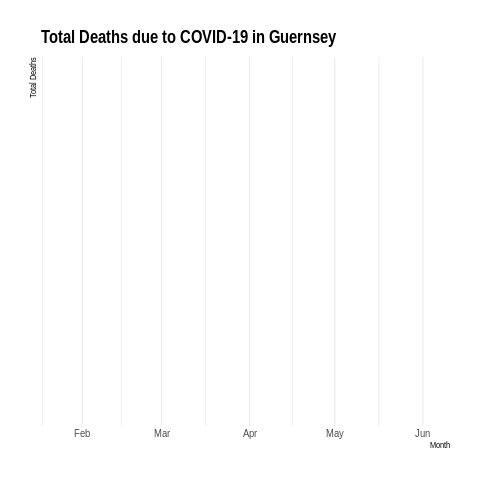 Total Deaths due to COVID-19 in Guernsey
Total Deaths
Feb Mar Apr May Jun
Month